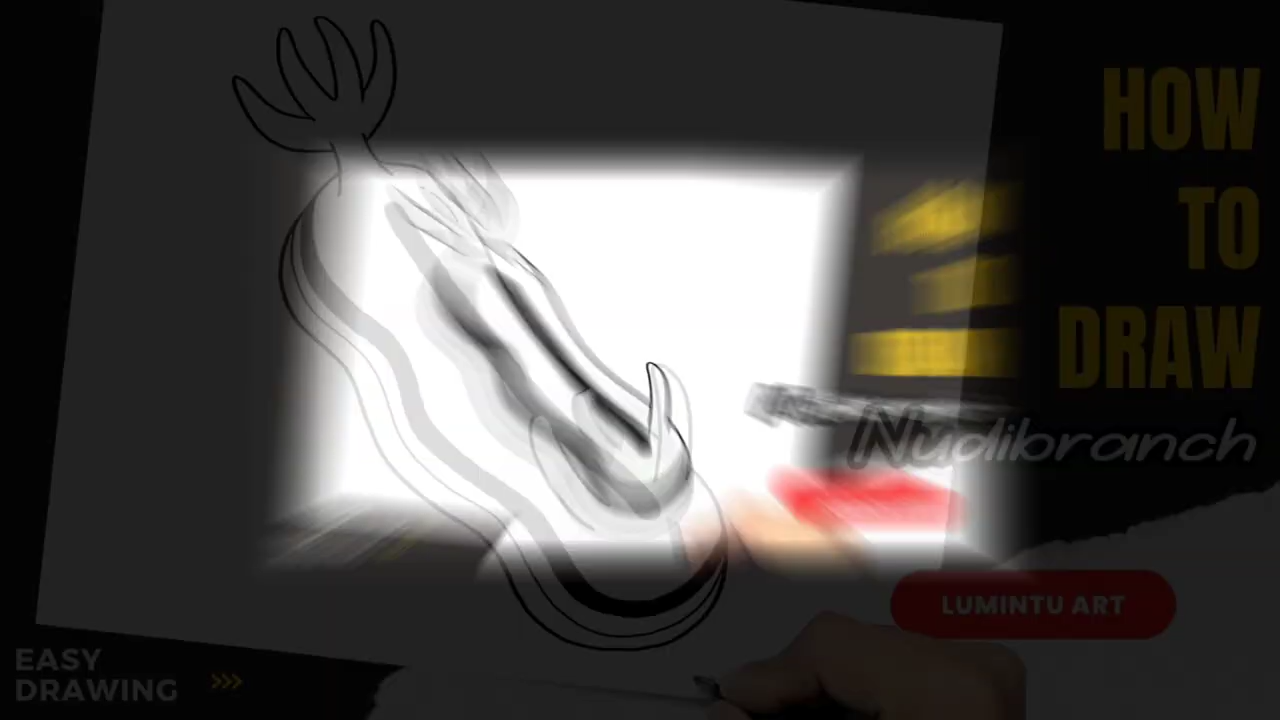 HOW
TO
DRAW
Nudibranch
LUMINTU ART
EASY
DRAWING